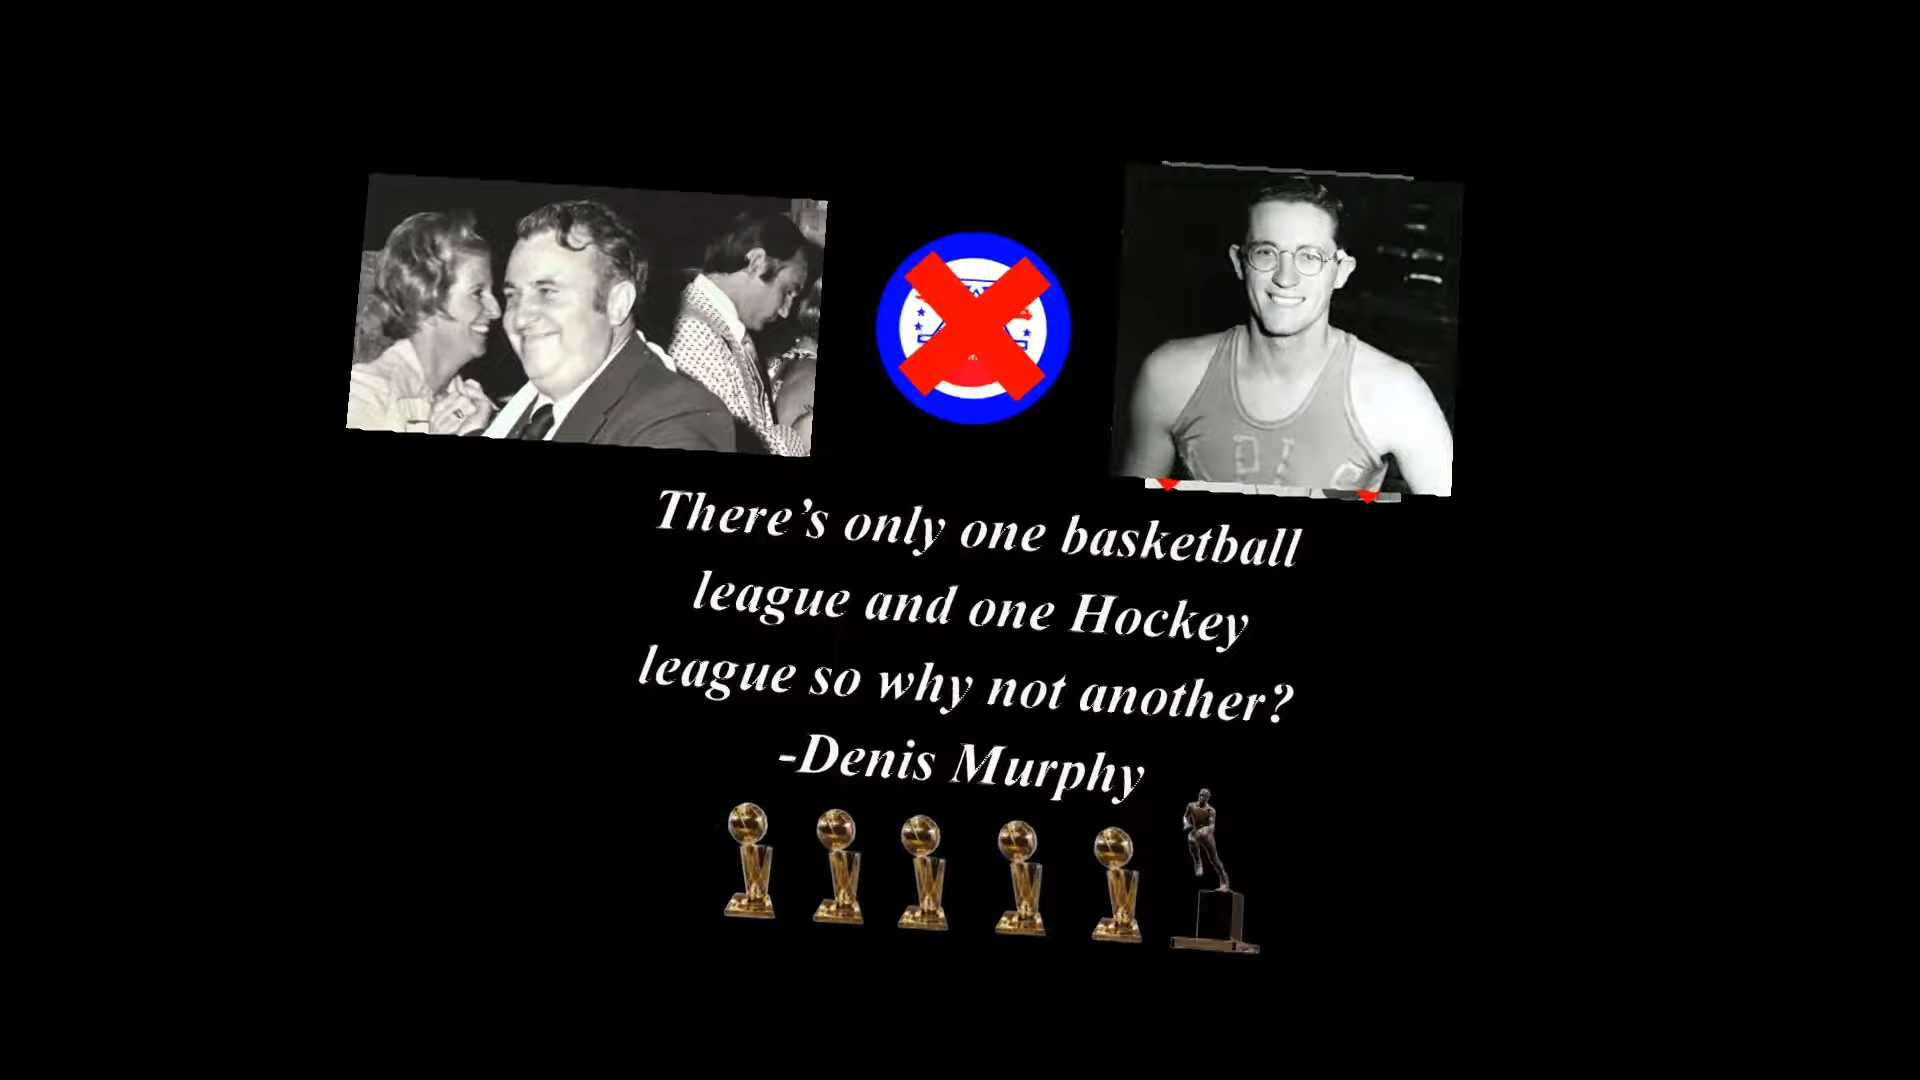 There's only one basketball
league and one Hockey
league so why not another?
-Denis Murphy